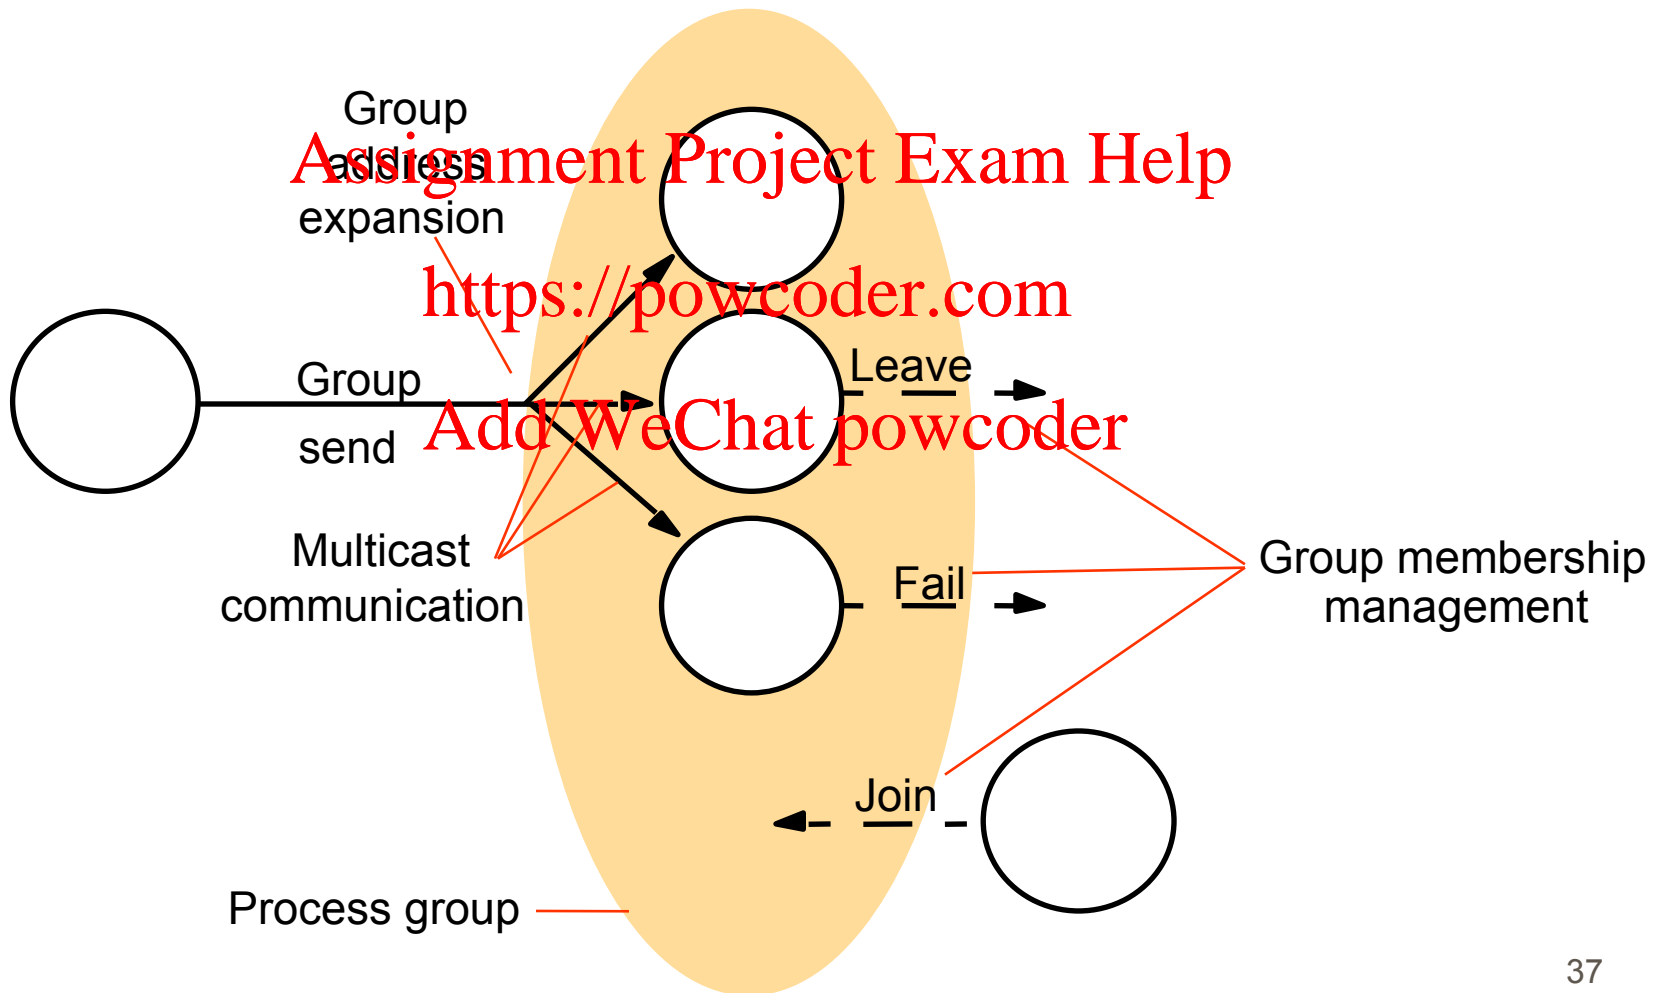 Group
address
expansion
Assignment Project Exam Help
https://powcoder.com
Group
send
Leave
Add WeChat powcoder
Multicast
communication
Fail
Group membership
management
Join
Process group
37